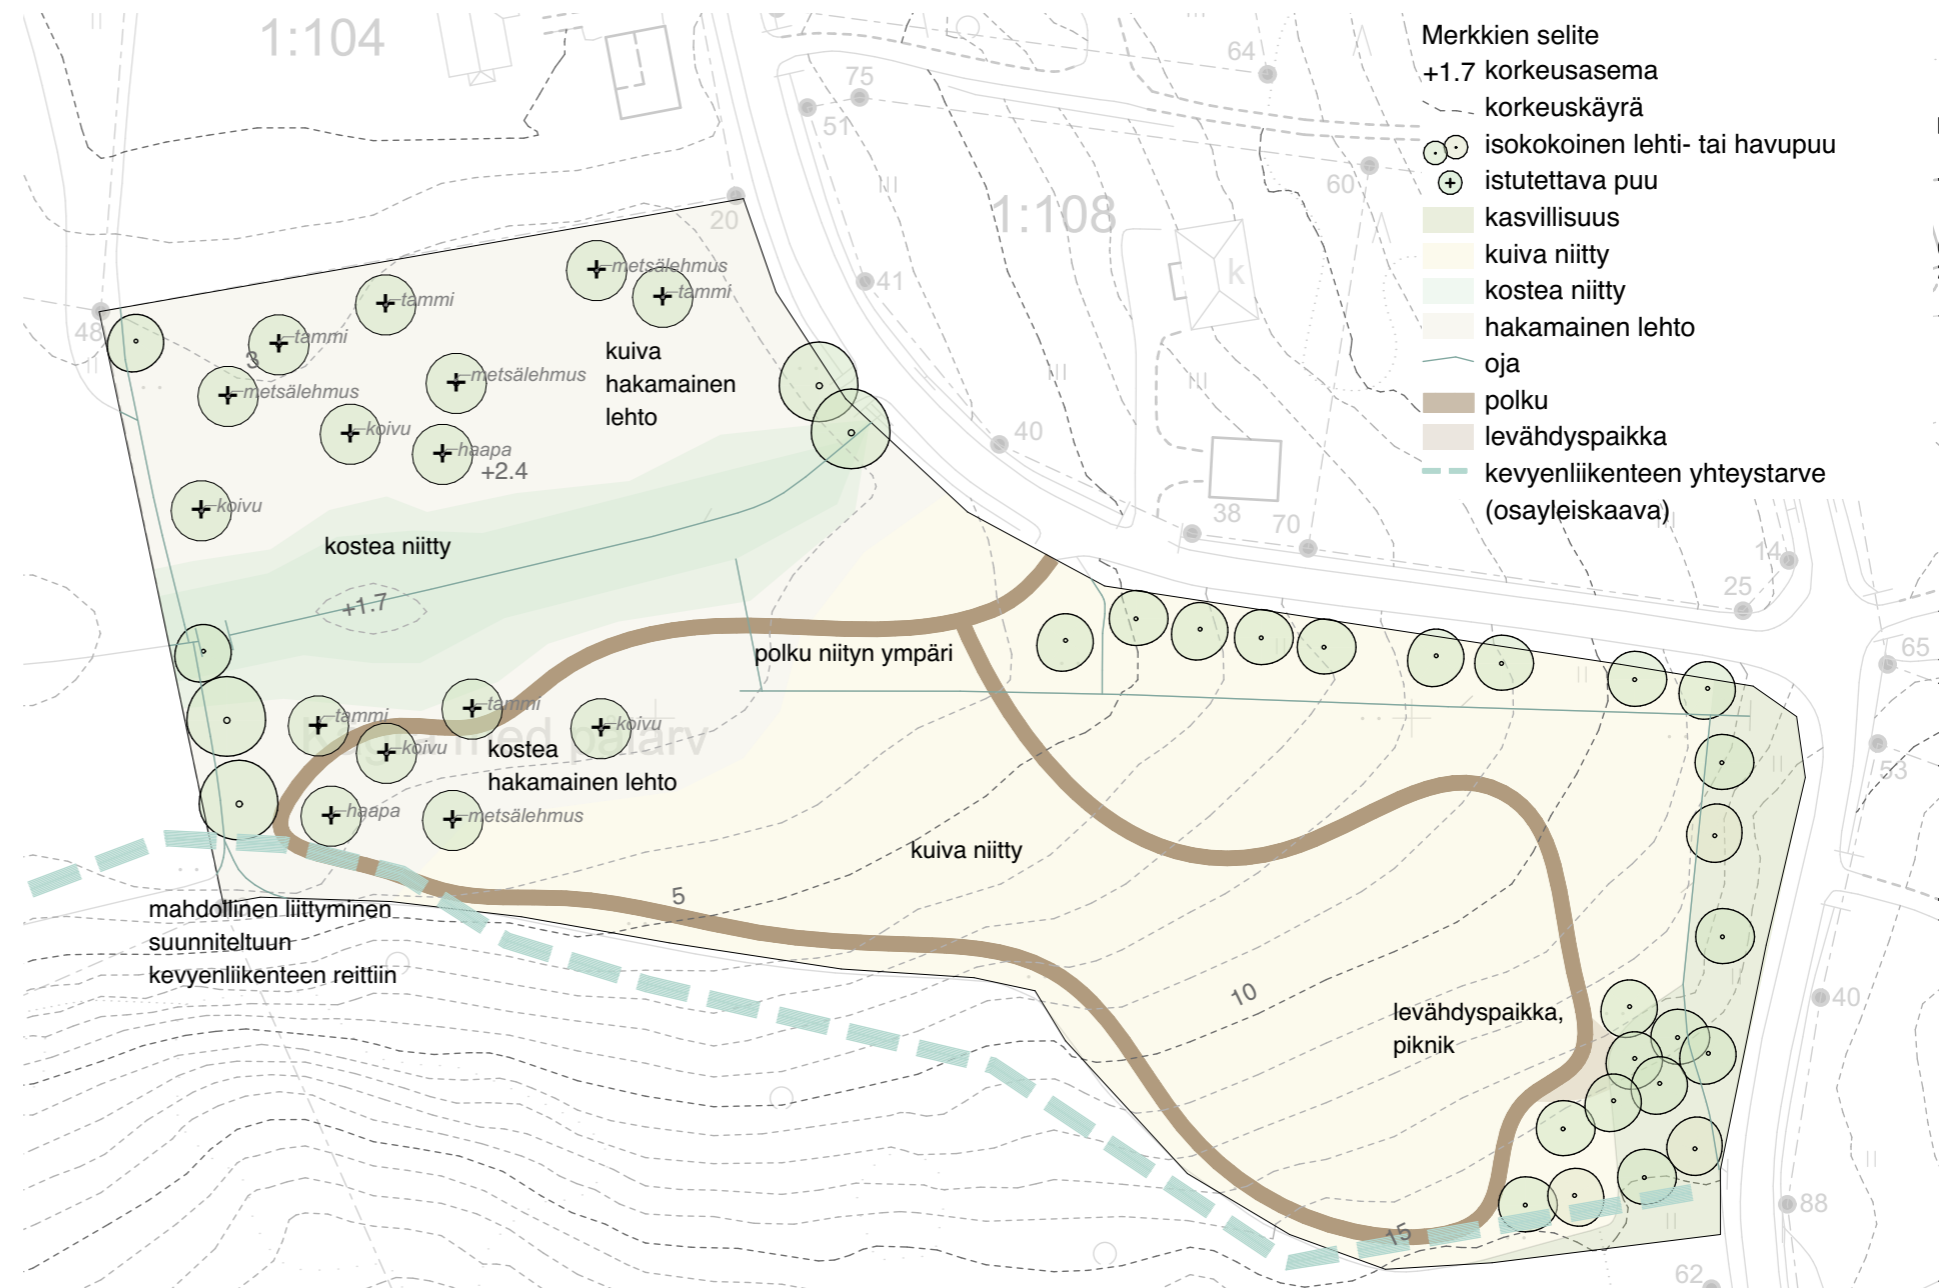 1:104
64
75
51
1:108
60
20
41
k
48
40
38
70
14
25
65
53
40
88
62
Merkkien selite
+1.7 korkeusasema
korkeuskäyrä
isokokoinen lehti- tai havupuu
istutettava puu
kasvillisuus
kuiva niitty
kostea niitty
hakamainen lehto
oja
polku
levähdyspaikka
kevyenliikenteen yhteystarve
(osayleiskaava)
metsälehmus
tammi
tammi
tammi
3
metsälehmus
metsälehmus
kuiva
hakamainen
lehto
koivu
haapa
+2.4
koivu
kostea niitty
+1.7
polku niityn ympäri
tammi
tammi
koivu
koivu
kostea
hakamainen lehto
haapa
metsälehmus
kuiva niitty
5
mahdollinen liittyminen
suunniteltuun
kevyenliikenteen reittiin
10
levähdyspaikka,
piknik
15